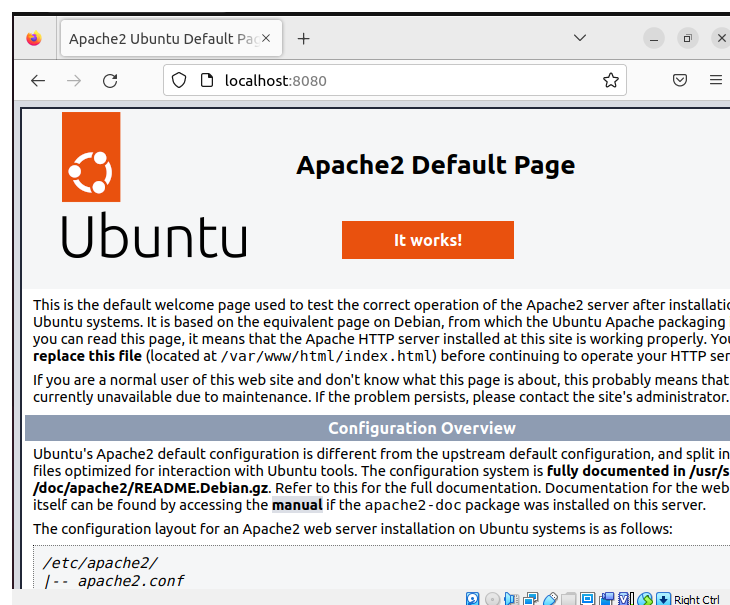 Apache2 Ubuntu Default Pag
localhost:8080
Ubuntu
Apache2 Default Page
It works!
This is the default welcome page used to test the correct operation of the Apache2 server after
Ubuntu systems. It is based on the equivalent page on Debian, from which the Ubuntu Apache packaging
you can read this page, it means that the Apache HTTP server installed at this site is working properly.
replace this file (located at /var/www/html/index.html) before continuing to operate your HTTP
If you are a normal user of this web site and don't know what this page is about, this probably means that
currently unavailable due to maintenance. If the problem persists, please contact the site's administrator.
Configuration Overview
Ubuntu's Apache2 default configuration is different from the upstream default configuration, and split
files optimized for interaction with Ubuntu tools. The configuration system is fully documented in /usr/s
/doc/apache2/README.Debian.gz. Refer to this for the full documentation. Documentation for the web
itself can be found by accessing the manual if the apache2-doc package was installed on this server.
The configuration layout for an Apache2 web server installation on Ubuntu systems is as follows:
/etc/apache2/
|-- apache2.conf
Right Ctrl